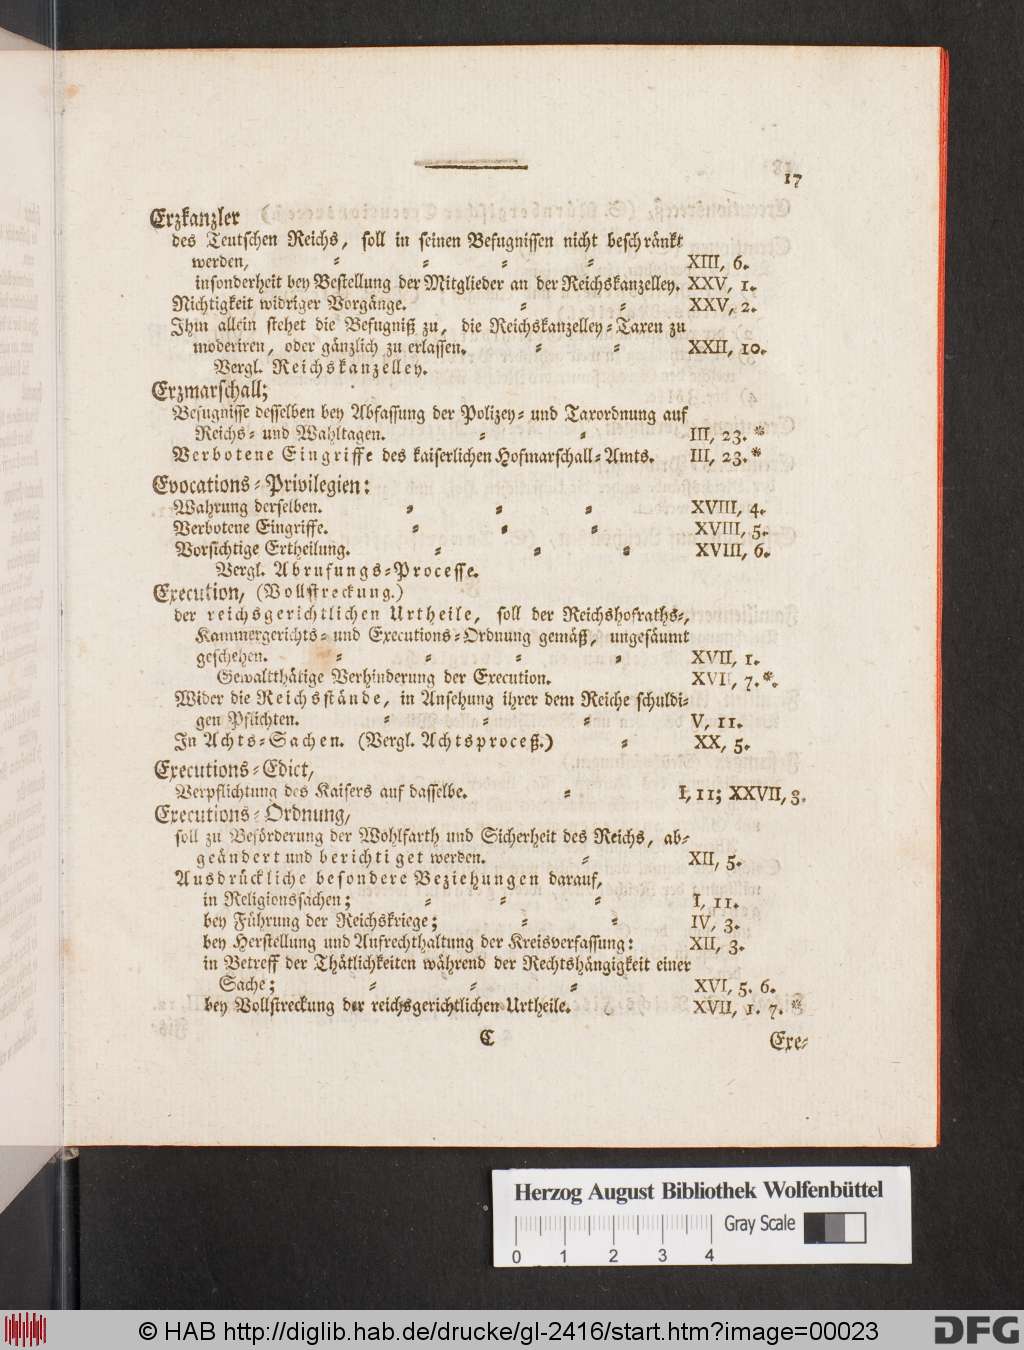 17
Erzkanzler
des Teutschen Reichs, soll in seinen Befugnissen nicht beschränkt
werden, = = = = XIII, 6.
insonderheit bey Bestellung der Mitglieder an der Reichskanzelley. XXV, 1.
Nichtigkeit widriger Vorgänge. = = XXV, 2.
Ihm allein stehet die Befugniß zu, die Reichskanzelley=Taxen zu
moderiren, oder gänzlich zu erlassen. = = XXII, 10.
Vergl. Reichskanzelley.
Erzmarschall;
Befugnisse desselben bey Abfassung der Polizey= und Taxordnung auf
Reichs= und Wahltagen. = = III, 23.*
Verbotene Eingriffe des kaiserlichen Hofmarschall=Amts. III, 23.*
Evocations=Privilegien:
Wahrung derselben. = = = XVIII, 4.
Verbotene Eingriffe. = = = XVIII, 5.
Vorsichtige Ertheilung. = = = XVIII, 6.
Vergl. Abrufungs=Processe.
Execution, (Vollstreckung.)
der reichsgerichtlichen Urtheile, soll der Reichshofraths=,
Kammergerichts= und Executions=Ordnung gemäß, ungesäumt
geschehen. = = = = XVII, 1.
Gewaltthätige Verhinderung der Execution. XVII, 7.*.
Wider die Reichsstände, in Ansehung ihrer dem Reiche schuldi=
gen Pflichten. = = = V, 11.
In Achts=Sachen. (Vergl. Achtsproceß.) = XX, 5.
Executions=Edict,
Verpflichtung des Kaisers auf dasselbe. = I, 11; XXVII, 3.
Executions=Ordnung,
soll zu Beförderung der Wohlfarth und Sicherheit des Reichs, ab=
geändert und berichtiget werden. = XII, 5.
Ausdrückliche besondere Beziehungen darauf,
in Religionssachen; = = = I, 11.
bey Führung der Reichskriege; = = IV, 3.
bey Herstellung und Aufrechthaltung der Kreisverfassung: XII, 3.
in Betreff der Thätlichkeiten während der Rechtshängigkeit einer
Sache; = = = XVI, 5. 6.
bey Vollstreckung der reichsgerichtlichen Urtheile. XVII, 1. 7. *
C
Exe=
Herzog August Bibliothek Wolfenbüttel
Gray Scale
0 1 2 3 4
© HAB http://diglib.hab.de/drucke/gl-2416/start.htm?image=00023
DFG